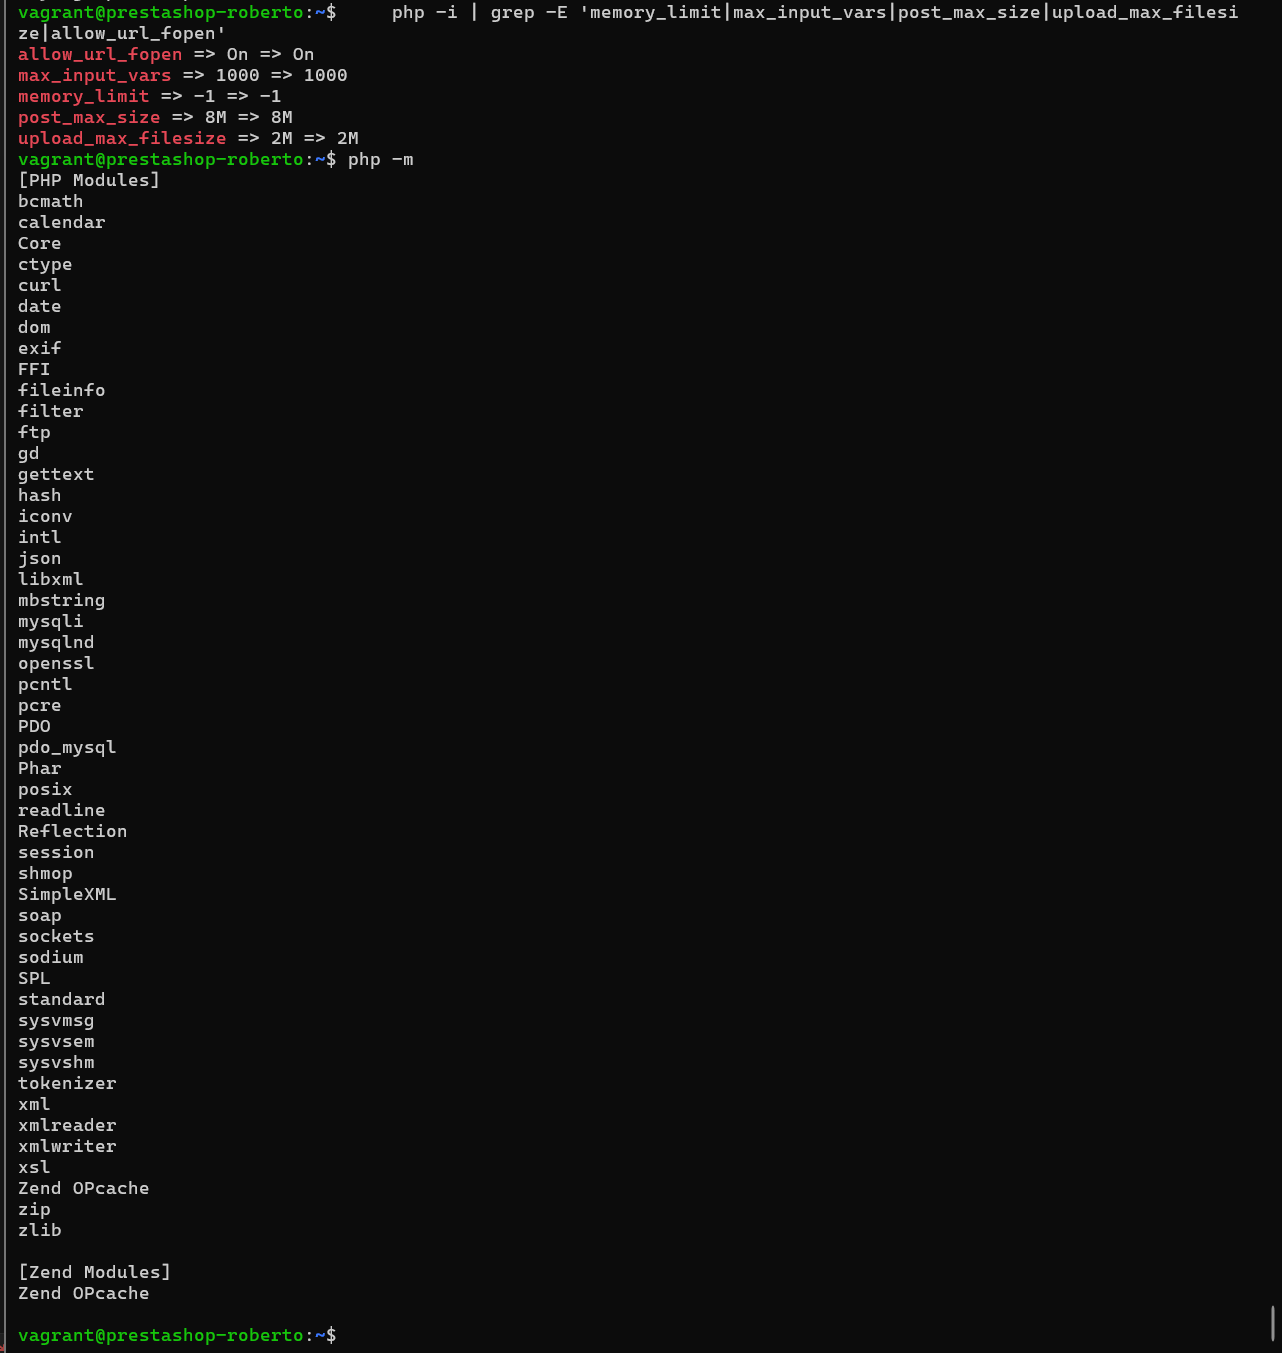 vagrant@prestashop-roberto:~$     php -i | grep -E 'memory_limit|max_input_vars|post_max_size|upload_max_filesi
ze|allow_url_fopen'
allow_url_fopen => On => On
max_input_vars => 1000 => 1000
memory_limit => -1 => -1
post_max_size => 8M => 8M
upload_max_filesize => 2M => 2M
vagrant@prestashop-roberto:~$ php -m
[PHP Modules]
bcmath
calendar
Core
ctype
curl
date
dom
exif
FFI
fileinfo
filter
ftp
gd
gettext
hash
iconv
intl
json
libxml
mbstring
mysqli
mysqlnd
openssl
pcntl
pcre
PDO
pdo_mysql
Phar
posix
readline
Reflection
session
shmop
SimpleXML
soap
sockets
sodium
SPL
standard
sysvmsg
sysvsem
sysvshm
tokenizer
xml
xmlreader
xmlwriter
xsl
Zend OPcache
zip
zlib

[Zend Modules]
Zend OPcache

vagrant@prestashop-roberto:~$